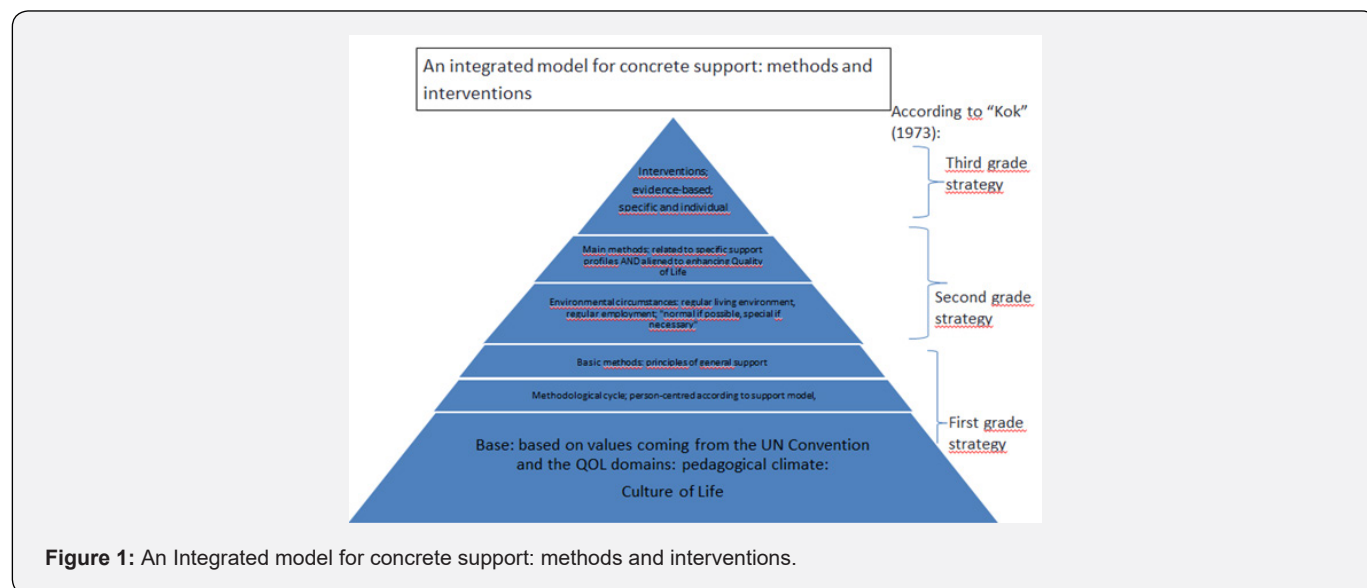 An integrated model for concrete support: methods and
interventions
According to “Kok”
(1973):
Third grade
strategy
Interventions;
evidence-based;
specific and individual
Main methods; related to specific support
profiles AND aligned to enhancing Quality
of Life
Environmental circumstances: regular living environment,
regular employment; "normal if possible, special if
necessary"
Second grade
strategy
Basic methods: principles of general support
Methodological cycle; person-centred according to support model,
First grade
strategy
Base: based on values coming from the UN Convention
and the QOL domains: pedagogical climate:
Culture of Life
Figure 1: An Integrated model for concrete support: methods and interventions.